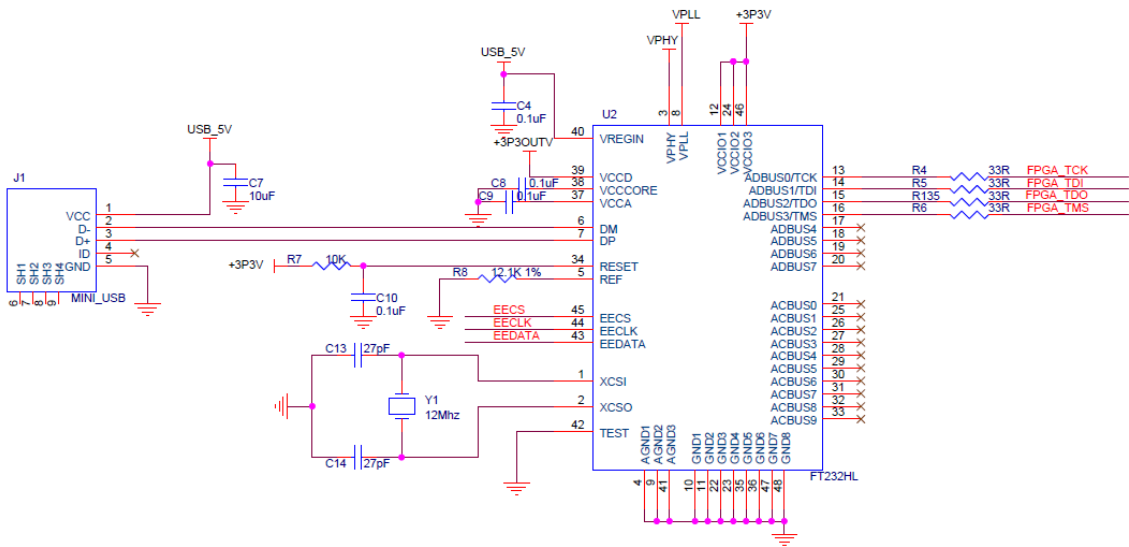 VPLL
+3P3V
VPHY
USB_5V
C4
0.1uF
U2
12
24
46
3
8
40
VREGIN
VPHY
VPLL
VCCIO1
VCCIO2
VCCIO3
+3P3OUTV
USB_5V
J1
C7
10uF
39
VCCD
C8
0.1uF
38
VCCCORE
C9
0.1uF
37
VCCA
13
ADBUS0/TCK
R4
33R
FPGA_TCK
14
ADBUS1/TDI
R5
33R
FPGA_TDI
15
ADBUS2/TDO
R135
33R
FPGA_TDO
16
ADBUS3/TMS
R6
33R
FPGA_TMS
17
ADBUS4
18
ADBUS5
19
ADBUS6
20
ADBUS7
VCC
1
D-
2
D+
3
ID
4
GND
5
SH1
SH2
SH3
SH4
6
7
8
9
MINI_USB
6
DM
7
DP
+3P3V
R7
10K
34
RESET
R8
12.1K 1%
5
REF
C10
0.1uF
EECS
45
EECS
EECLK
44
EECLK
EEDATA
43
EEDATA
21
ACBUS0
25
ACBUS1
26
ACBUS2
27
ACBUS3
28
ACBUS4
29
ACBUS5
30
ACBUS6
31
ACBUS7
32
ACBUS8
33
ACBUS9
C13
27pF
1
XCSI
Y1
12Mhz
2
XCSO
42
TEST
C14
27pF
AGND1
AGND2
AGND3
GND1
GND2
GND3
GND4
GND5
GND6
GND7
GND8
FT232HL
4
9
41
10
11
22
23
35
36
47
48